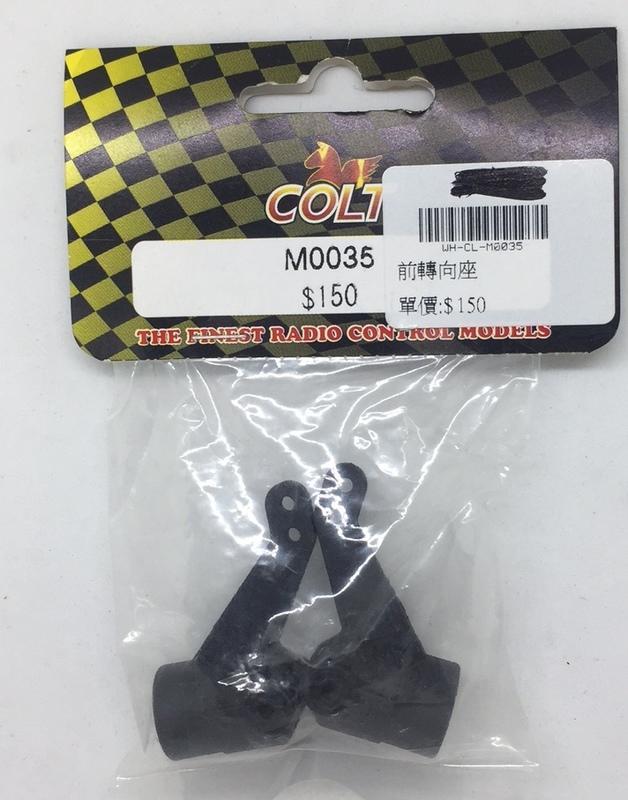 COLT
M0035
$150
THE FINEST RADIO CONTROL MODELS
WH-CL-M0035
前轉向座
單價:$150